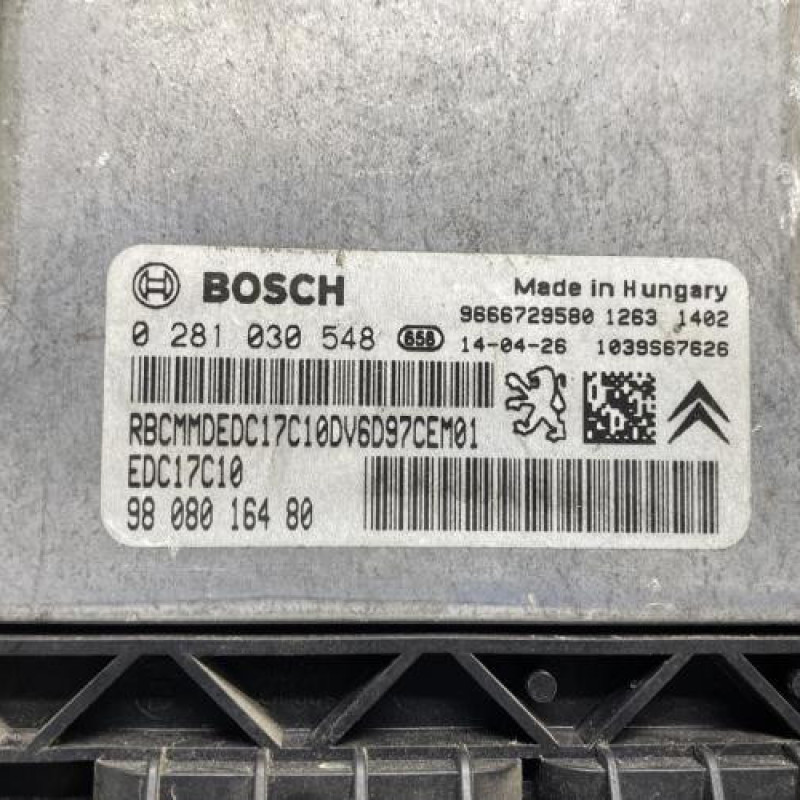 BOSCH
Made in Hungary
9666729580 1263 1402
0 281 030 548 658
14-04-26 1039S67626
RBCMMDEDC17C10DV6D97CEM01
EDC17C10
98 080 164 80